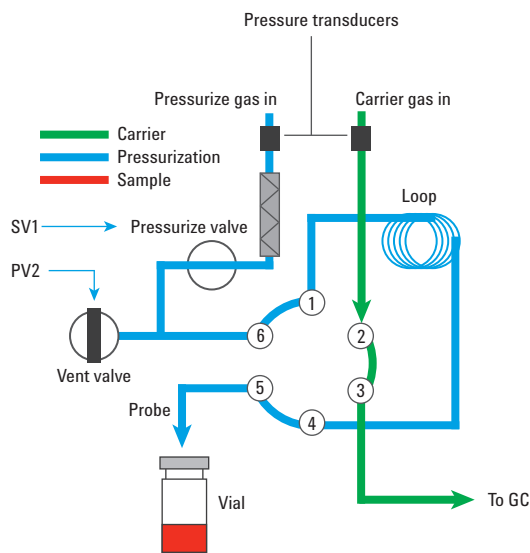 Pressure transducers
Pressurize gas in
Carrier gas in
Carrier
Pressurization
Sample
Loop
SV1
Pressurize valve
PV2
1
6
2
Vent valve
5
3
Probe
4
Vial
To GC